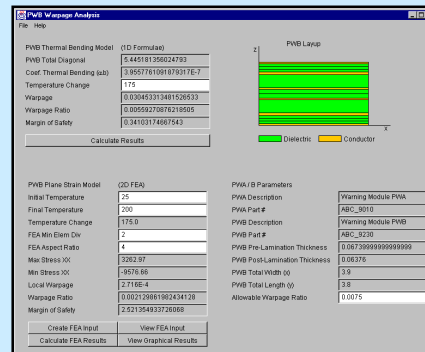 PWB Warpage Analysis
File Help
PWB Thermal Bending Model (1D Formulae)
PWB Total Diagonal 5.445181356024793
Coef. Thermal Bending (αb) 3.9557761091879317E-7
Temperature Change 175
Warpage 0.030453313481526533
Warpage Ratio 0.00559270876218505
Margin of Safety 0.34103174667543
Calculate Results
PWB Layup
Z
X
Dielectric Conductor
PWB Plane Strain Model (2D FEA)
Initial Temperature 25
Final Temperature 200
Temperature Change 175.0
FEA Min Elem Div 2
FEA Aspect Ratio 4
Max Stress XX 3262.97
Min Stress XX -9576.66
Local Warpage 2.716E-4
Warpage Ratio 0.002129861982434128
Margin of Safety 2.521354933726068
Create FEA Input View FEA Input
Calculate FEA Results View Graphical Results
PWA / B Parameters
PWA Description Warning Module PWA
PWA Part # ABC_9010
PWB Description Warning Module PWB
PWB Part # ABC_9230
PWB Pre-Lamination Thickness 0.06739999999999999
PWB Post-Lamination Thickness 0.06376
PWB Total Width (x) 3.9
PWB Total Length (y) 3.8
Allowable Warpage Ratio 0.0075